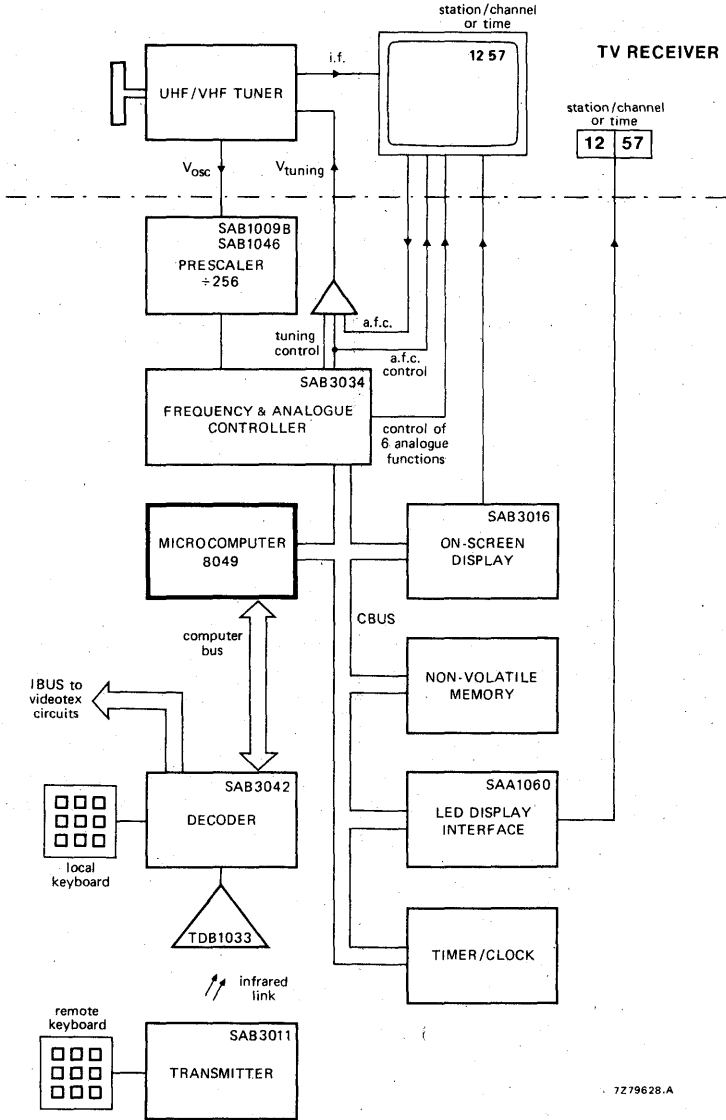 station/channel
or time
TV RECEIVER
UHF/VHF TUNER
i.f.
12 57
station/channel
or time
12 57
Vosc
Vtuning
SAB1009B
SAB1046
PRESCALER
÷256
a.f.c.
tuning
control
a.f.c.
control
SAB3034
FREQUENCY & ANALOGUE
CONTROLLER
control of
6 analogue
functions
MICROCOMPUTER
8049
SAB3016
ON-SCREEN
DISPLAY
CBUS
computer
bus
NON-VOLATILE
MEMORY
IBUS to
videotex
circuits
SAB3042
DECODER
local
keyboard
SAA1060
LED DISPLAY
INTERFACE
TDB1033
TIMER/CLOCK
infrared
link
remote
keyboard
SAB3011
TRANSMITTER
7Z79628.A